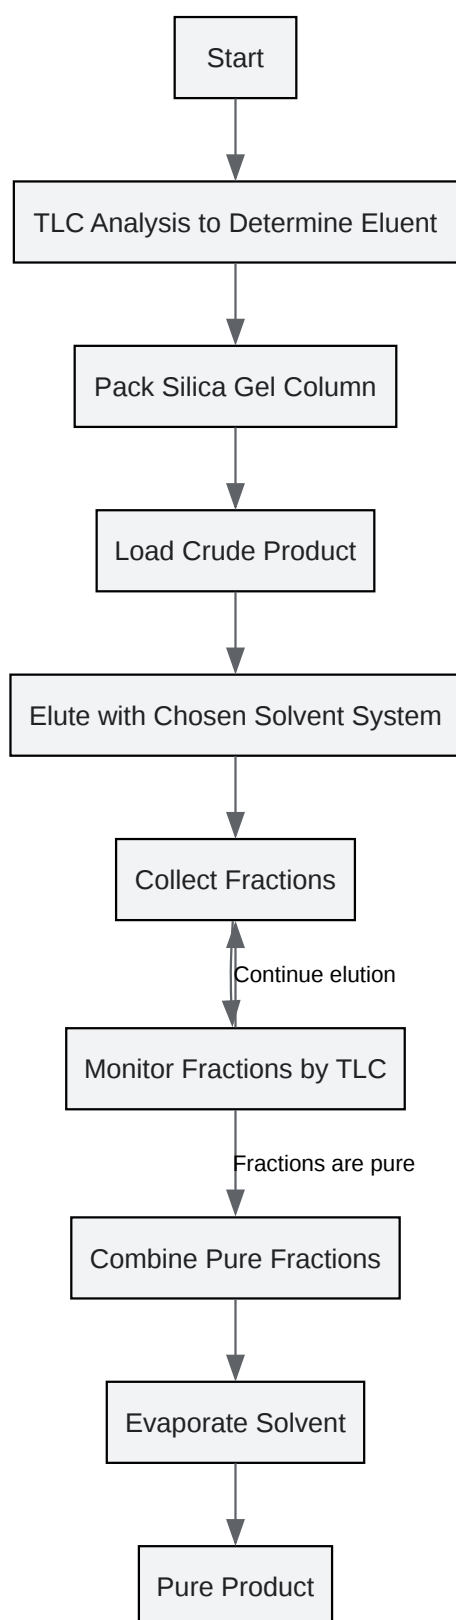 Start
TLC Analysis to Determine Eluent
Pack Silica Gel Column
Load Crude Product
Elute with Chosen Solvent System
Collect Fractions
Continue elution
Monitor Fractions by TLC
Fractions are pure
Combine Pure Fractions
Evaporate Solvent
Pure Product